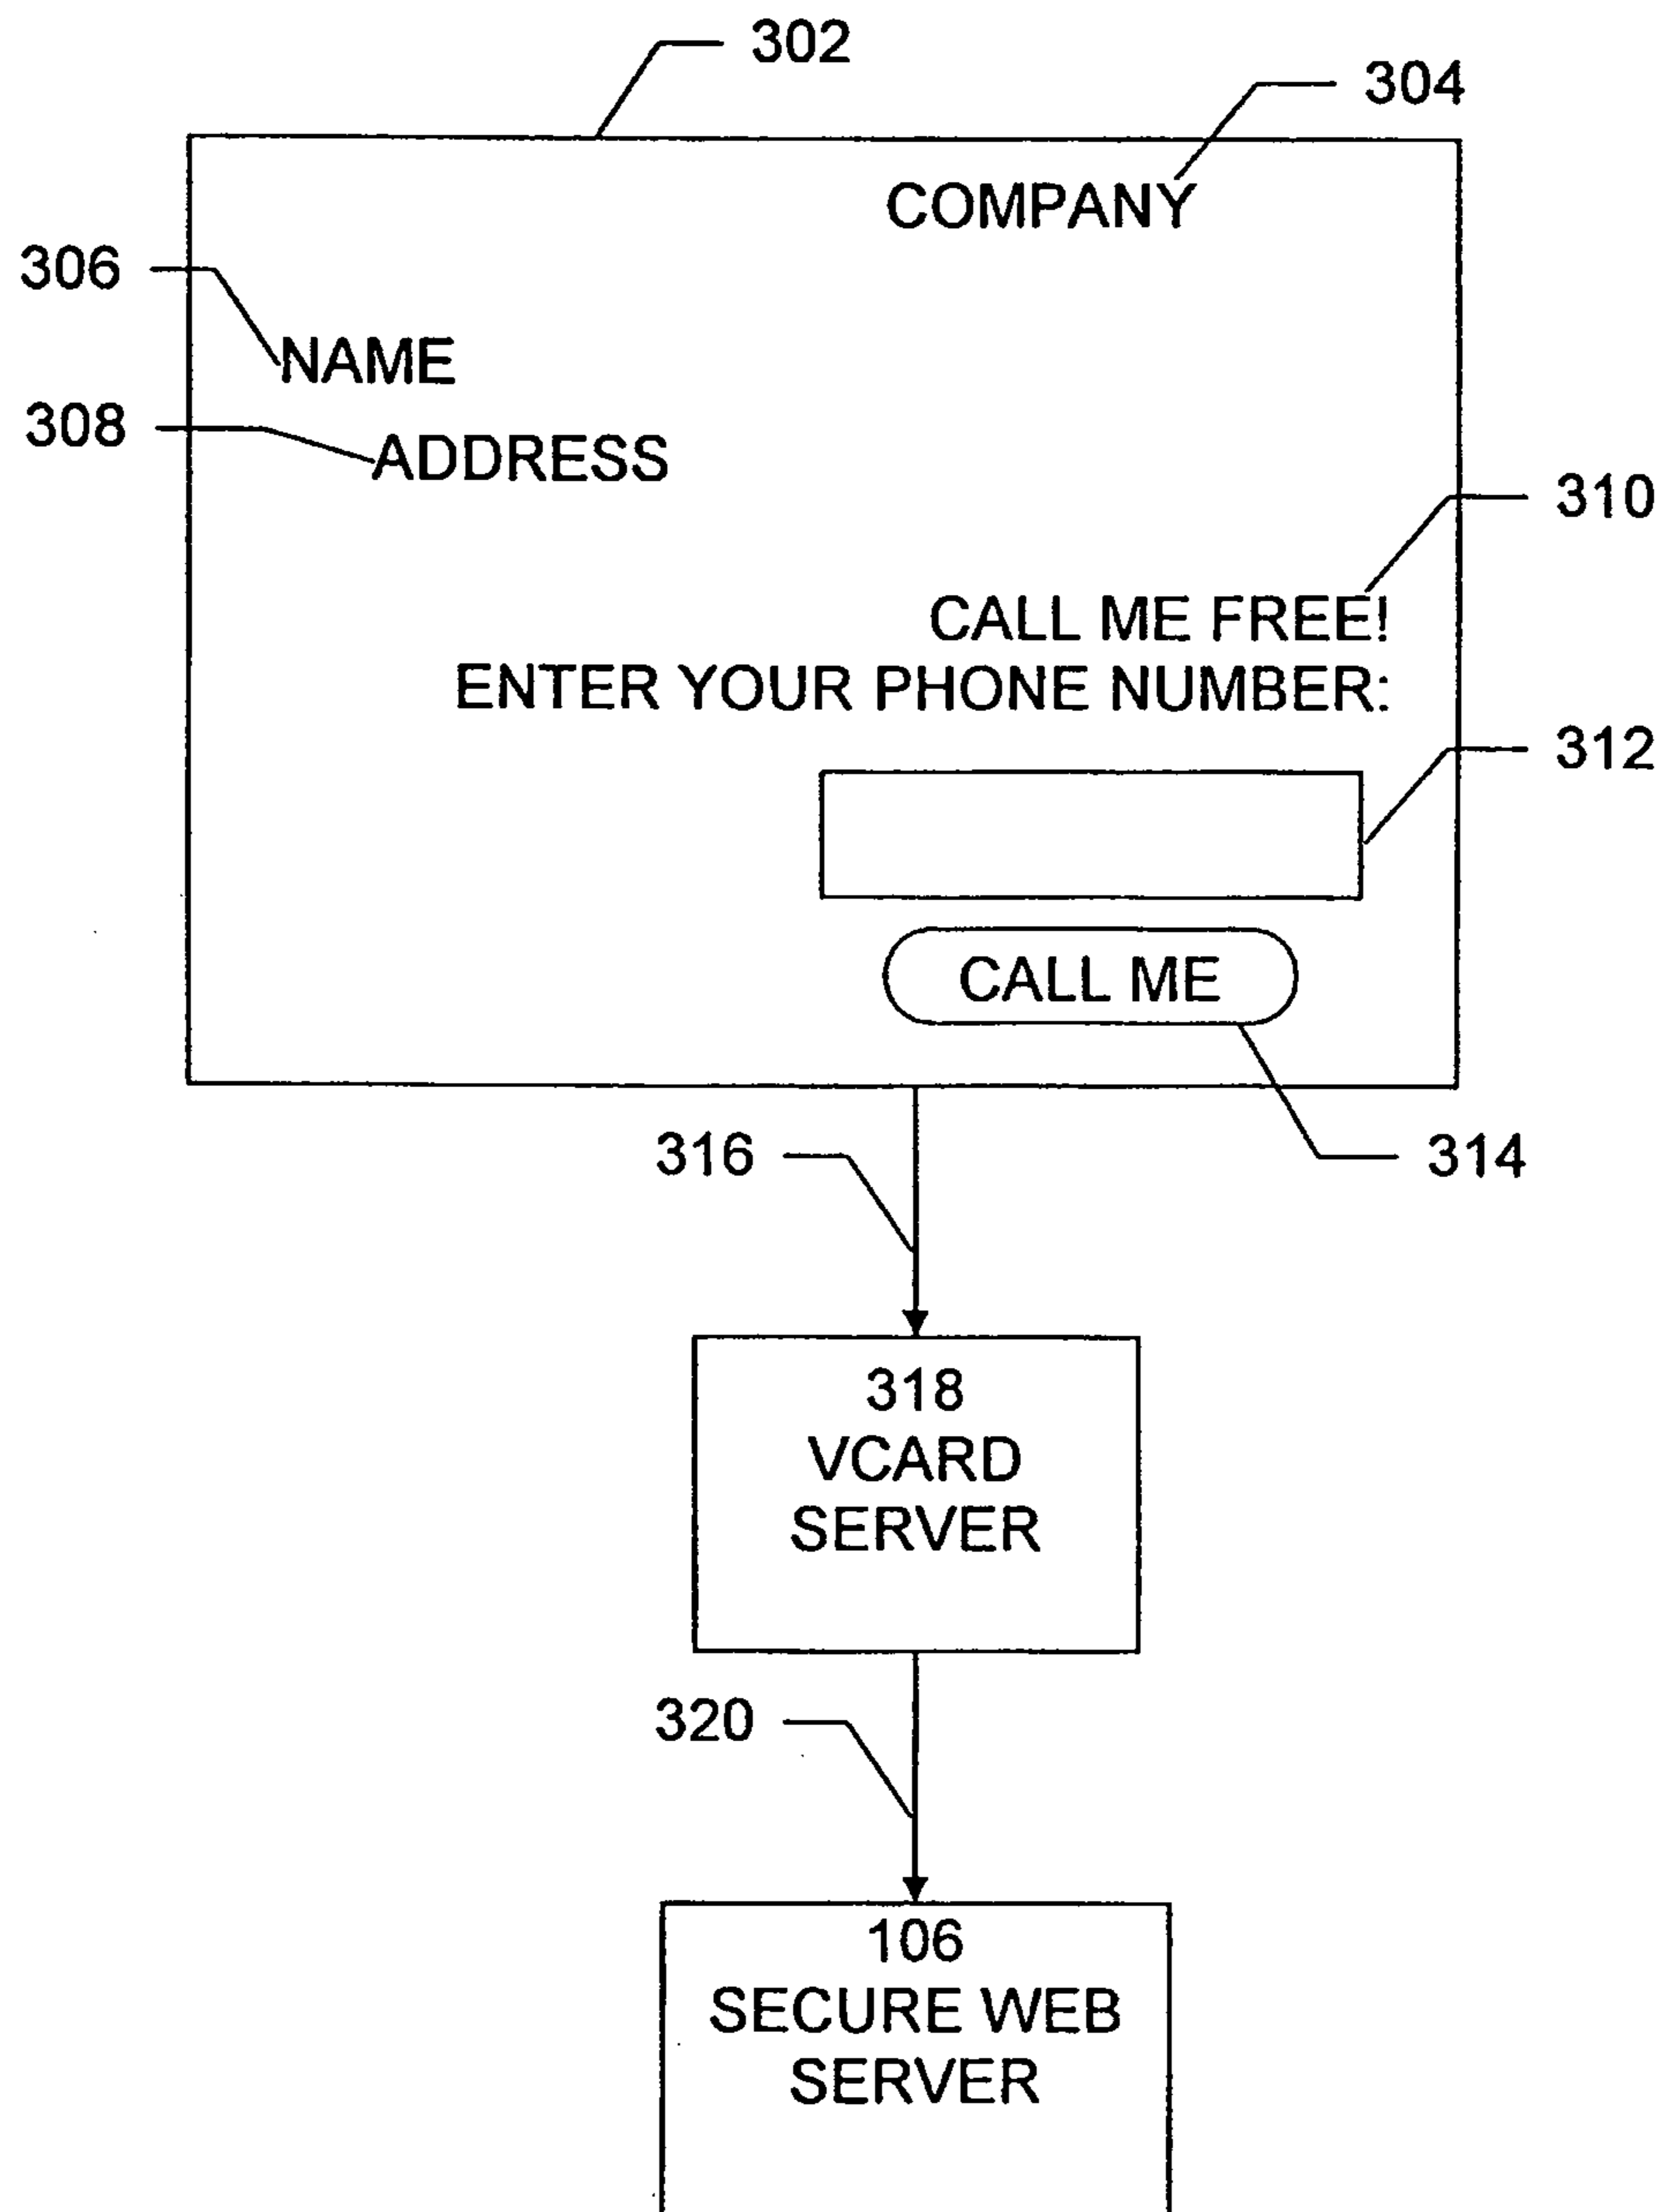 302
304
COMPANY
306
NAME
308
ADDRESS
310
CALL ME FREE!
ENTER YOUR PHONE NUMBER:
312
CALL ME
316
314
318
VCARD
SERVER
320
106
SECURE WEB
SERVER